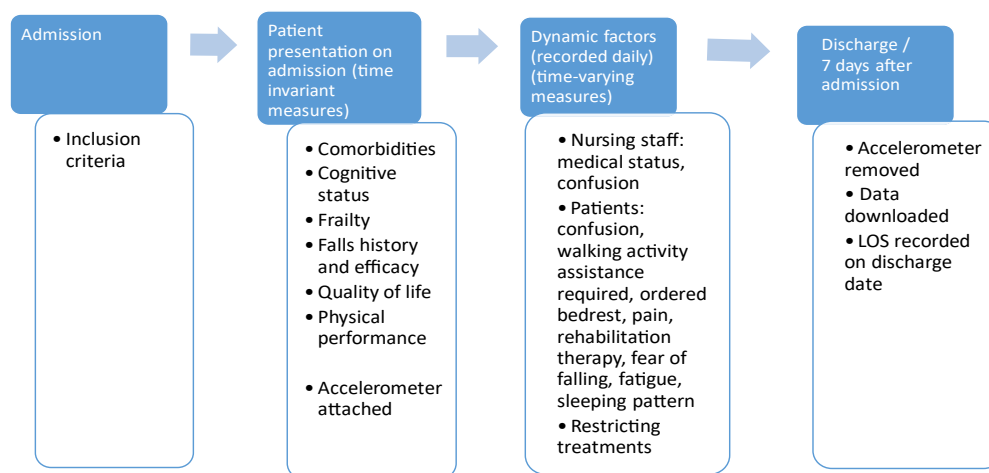 Admission
• Inclusion
criteria
Patient
presentation on
admission (time
invariant
measures)
• Comorbidities
• Cognitive
status
• Frailty
• Falls history
and efficacy
• Quality of life
• Physical
performance
• Accelerometer
attached
Dynamic factors
(recorded daily)
(time-varying
measures)
• Nursing staff:
medical status,
confusion
• Patients:
confusion,
walking activity
assistance
required, ordered
bedrest, pain,
rehabilitation
therapy, fear of
falling, fatigue,
sleeping pattern
• Restricting
treatments
Discharge /
7 days after
admission
• Accelerometer
removed
• Data
downloaded
• LOS recorded
on discharge
date